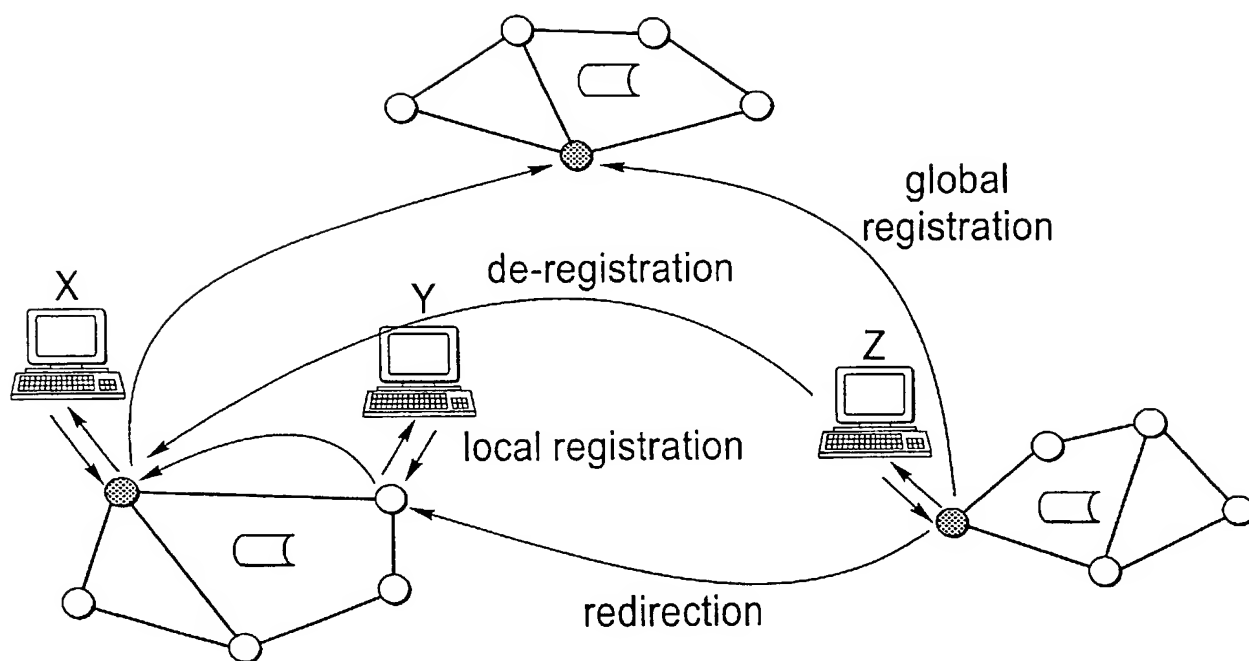 global
registration
de-registration
X
Y
Z
local registration
redirection